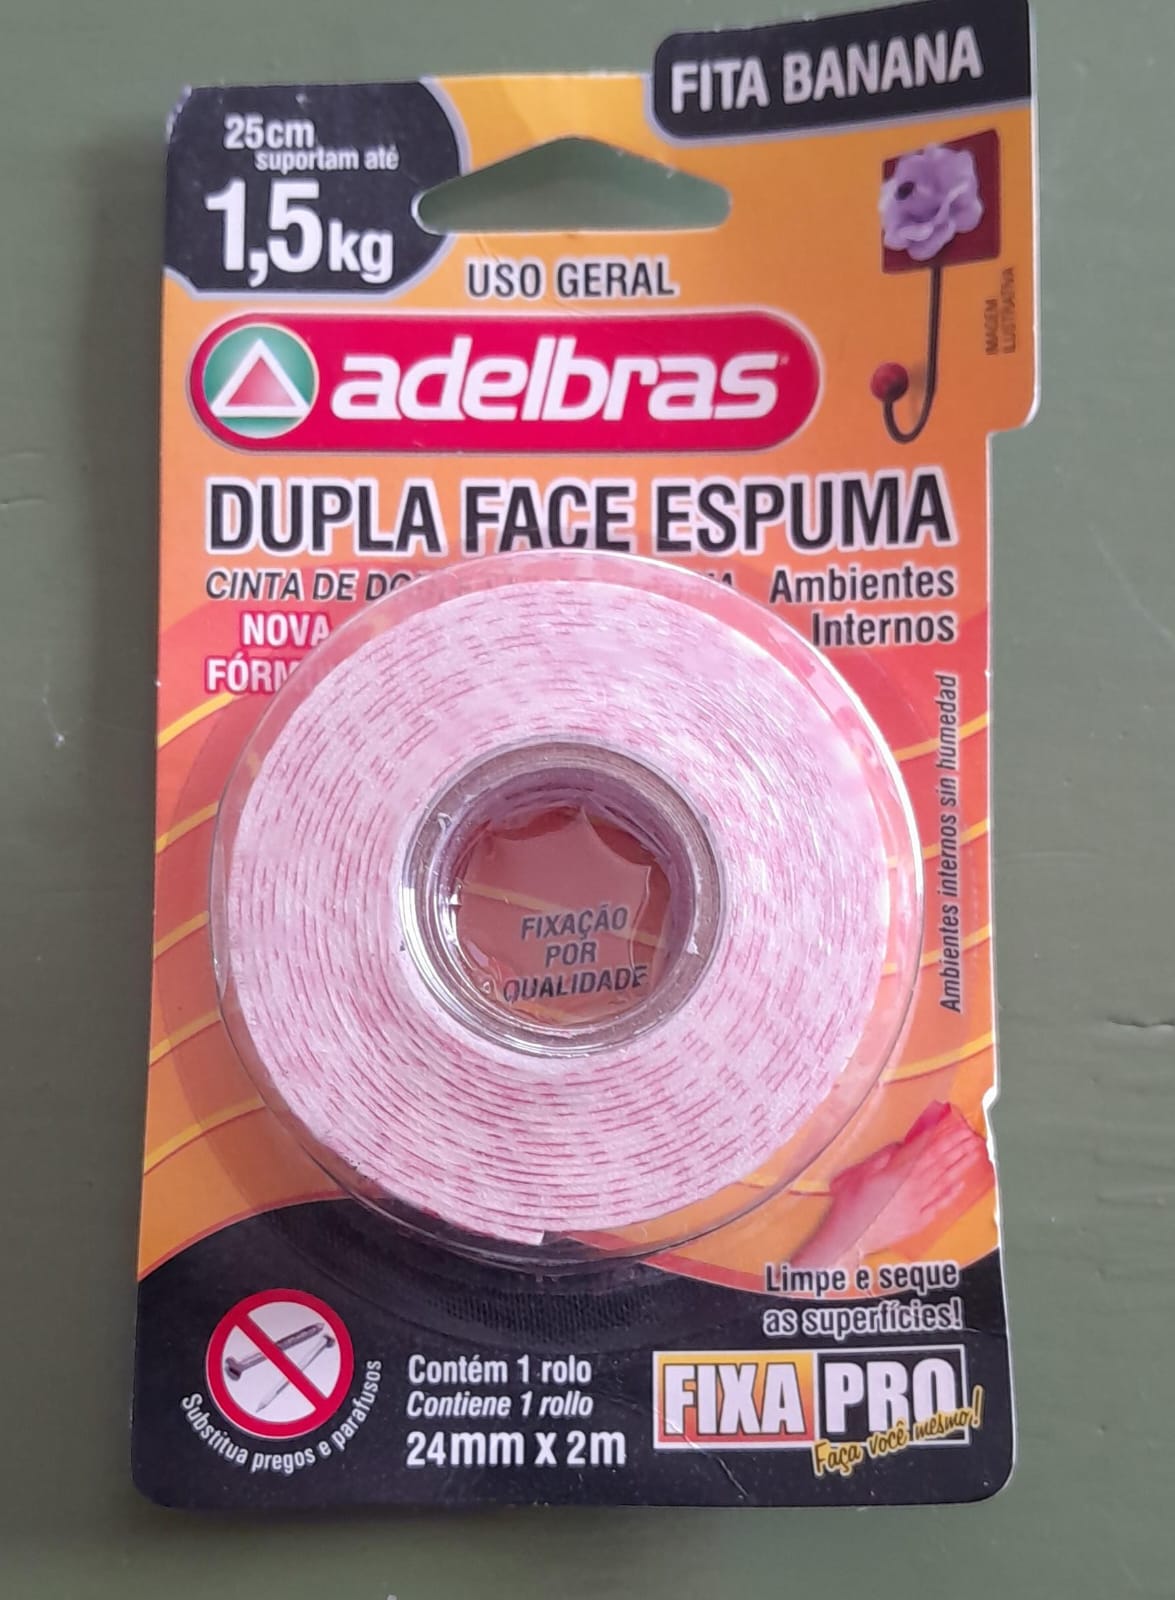 FITA BANANA
25cm
suportam até
1,5kg
USO GERAL
IMAGEM
ILUSTRATIVA
adelbras
DUPLA FACE ESPUMA
CINTA DE
Ambientes
Internos
NOVA
Ambientes internos sin humedad
FIXAÇÃO
POR
QUALIDADE
Limpe e seque
as superfícies!
Substitua pregos e parafusos
Contém 1 rolo
Contiene 1 rollo
24mm x 2m
FIXA PRO
Faça você mesmo!